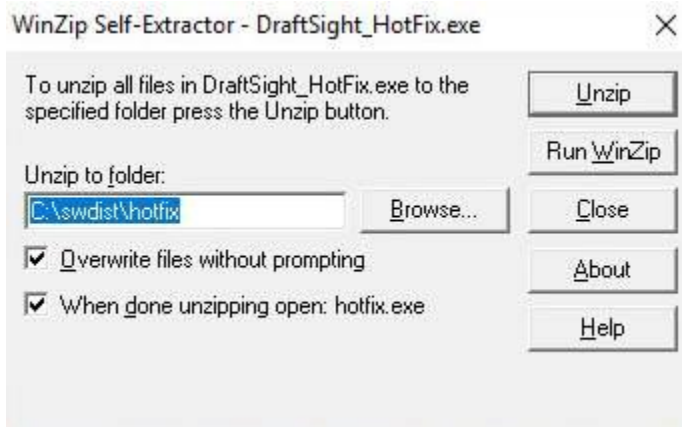 WinZip Self-Extractor - DraftSight_HotFix.exe
To unzip all files in DraftSight_HotFix.exe to the
specified folder press the Unzip button.
Unzip
Run WinZip
Unzip to folder:
C:\swdist\hotfix
Browse...
Close
Overwrite files without prompting
About
When done unzipping open: hotfix.exe
Help